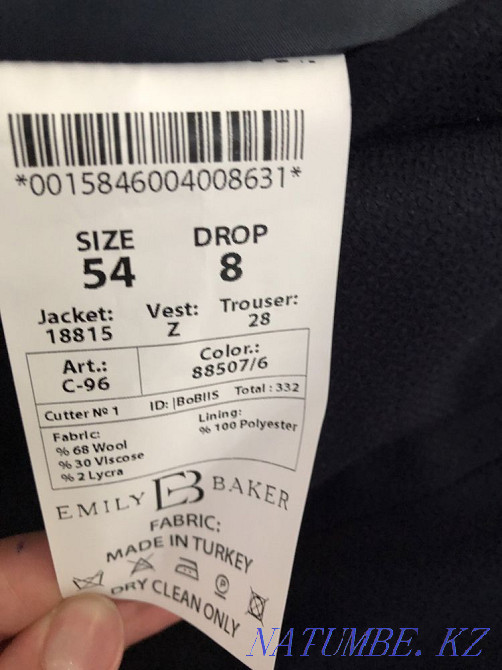 *0015846004008631*
SIZE DROP
54 8
Jacket: Vest: Trouser:
18815 Z 28
Art.: Color.:
C-96 88507/6
Cutter № 1 ID: |BoBIIS Total : 332
Fabric: Lining:
% 68 Wool % 100 Polyester
% 30 Viscose
% 2 Lycra
EMILY EB BAKER
FABRIC:
MADE IN TURKEY
DRY CLEAN ONLY
NATUMBE. KZ